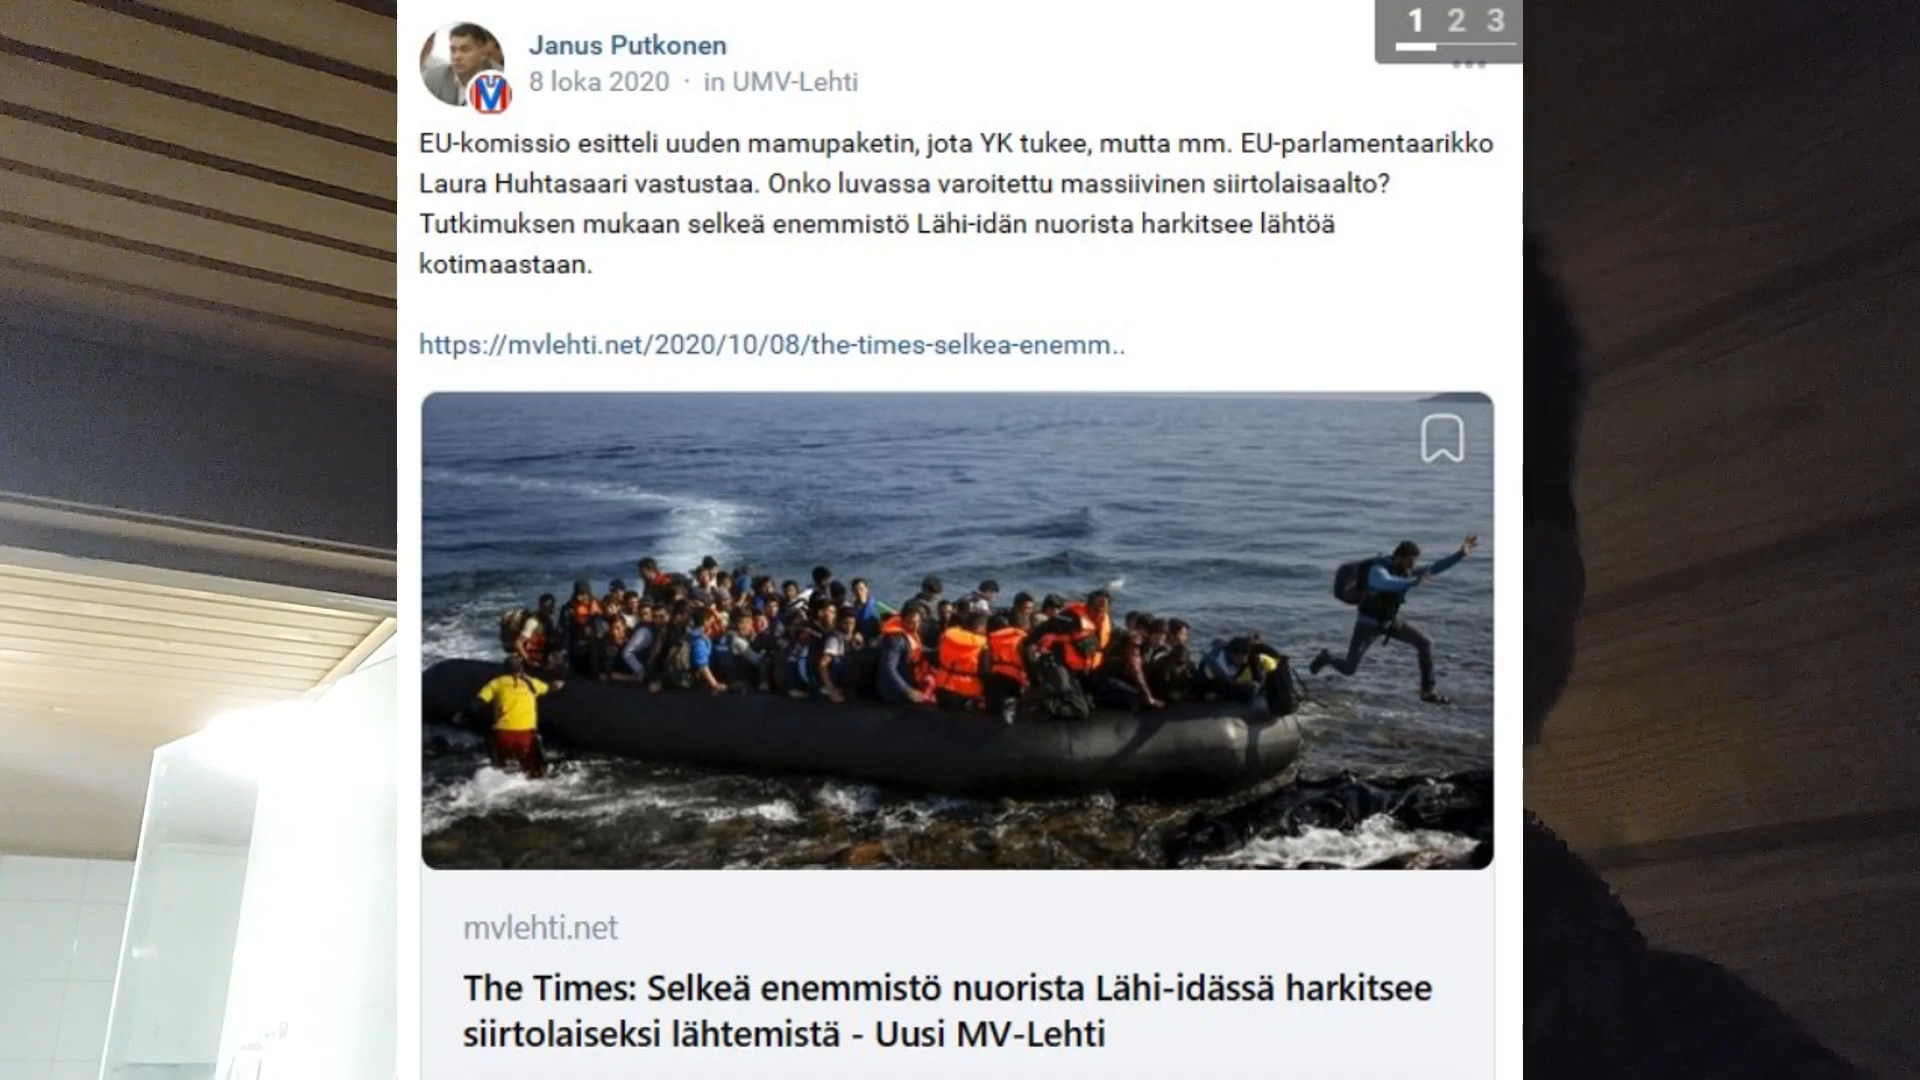 1 2 3
Janus Putkonen
8 loka 2020 · in UMV-Lehti
EU-komissio esitteli uuden mamupaketin, jota YK tukee, mutta mm. EU-parlamentaarikko
Laura Huhtasaari vastustaa. Onko luvassa varoitettu massiivinen siirtolaisaalto?
Tutkimuksen mukaan selkeä enemmistö Lähi-idän nuorista harkitsee lähtöä
kotimaastaan.
https://mvlehti.net/2020/10/08/the-times-selkea-enemm..
mvlehti.net
The Times: Selkeä enemmistö nuorista Lähi-idässä harkitsee
siirtolaiseksi lähtemistä - Uusi MV-Lehti